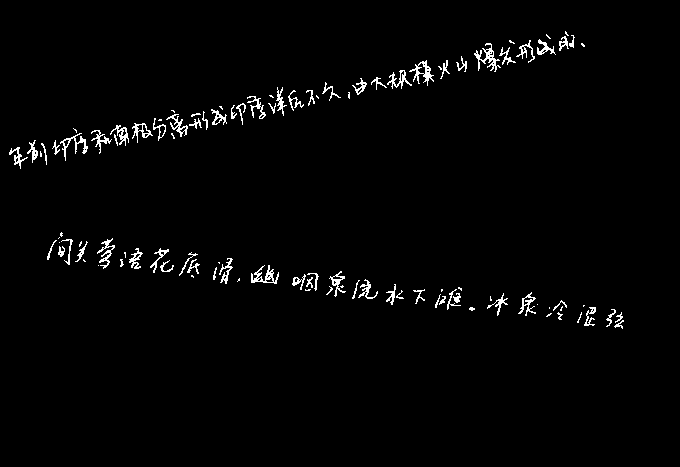 年前印度和南极分离形成印度洋后不久,由大规模火山爆发形成的、
间关莺语花底滑,幽咽泉流水下滩。冰泉冷涩弦